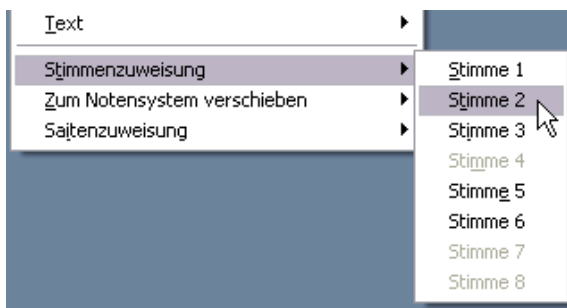 Text
Stimmenzuweisung
Zum Notensystem verschieben
Saitenzuweisung
Stimme 1
Stimme 2
Stimme 3
Stimme 4
Stimme 5
Stimme 6
Stimme 7
Stimme 8